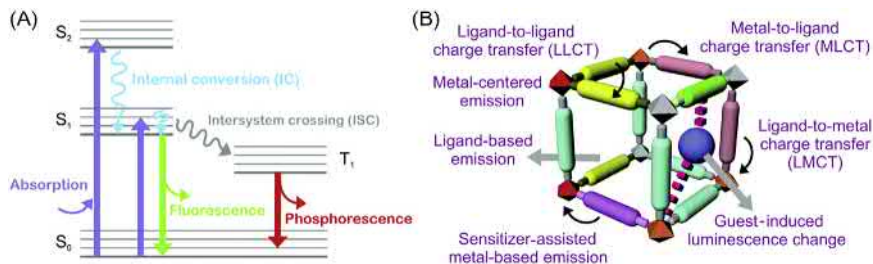 (A)
S2
Internal conversion (IC)
S1
Intersystem crossing (ISC)
T1
Absorption
Fluorescence
Phosphorescence
S0
(B)
Ligand-to-ligand
charge transfer (LLCT)
Metal-to-ligand
charge transfer (MLCT)
Metal-centered
emission
Ligand-based
emission
Ligand-to-metal
charge transfer
(LMCT)
Sensitizer-assisted
metal-based emission
Guest-induced
luminescence change